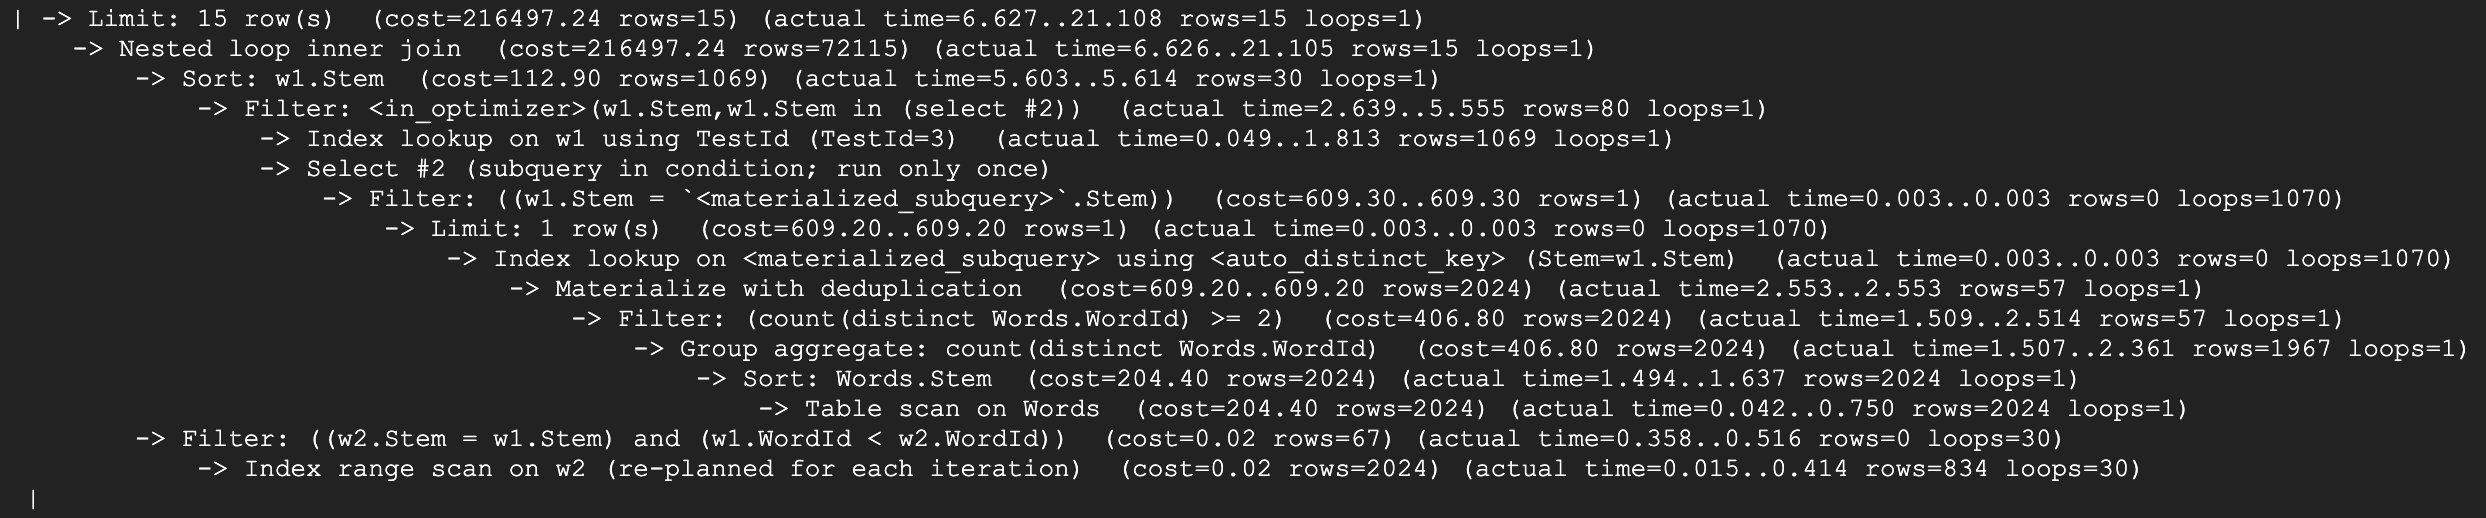 | -> Limit: 15 row(s)  (cost=216497.24 rows=15) (actual time=6.627..21.108 rows=15 loops=1)
    -> Nested loop inner join  (cost=216497.24 rows=72115) (actual time=6.626..21.105 rows=15 loops=1)
        -> Sort: w1.Stem  (cost=112.90 rows=1069) (actual time=5.603..5.614 rows=30 loops=1)
            -> Filter: <in_optimizer>(w1.Stem,w1.Stem in (select #2))  (actual time=2.639..5.555 rows=80 loops=1)
                -> Index lookup on w1 using TestId (TestId=3)  (actual time=0.049..1.813 rows=1069 loops=1)
                -> Select #2 (subquery in condition; run only once)
                    -> Filter: ((w1.Stem = `<materialized_subquery>`.Stem))  (cost=609.30..609.30 rows=1) (actual time=0.003..0.003 rows=0 loops=1070)
                        -> Limit: 1 row(s)  (cost=609.20..609.20 rows=1) (actual time=0.003..0.003 rows=0 loops=1070)
                            -> Index lookup on <materialized_subquery> using <auto_distinct_key> (Stem=w1.Stem)  (actual time=0.003..0.003 rows=0 loops=1070)
                                -> Materialize with deduplication  (cost=609.20..609.20 rows=2024) (actual time=2.553..2.553 rows=57 loops=1)
                                    -> Filter: (count(distinct Words.WordId) >= 2)  (cost=406.80 rows=2024) (actual time=1.509..2.514 rows=57 loops=1)
                                        -> Group aggregate: count(distinct Words.WordId)  (cost=406.80 rows=2024) (actual time=1.507..2.361 rows=1967 loops=1)
                                            -> Sort: Words.Stem  (cost=204.40 rows=2024) (actual time=1.494..1.637 rows=2024 loops=1)
                                                -> Table scan on Words  (cost=204.40 rows=2024) (actual time=0.042..0.750 rows=2024 loops=1)
        -> Filter: ((w2.Stem = w1.Stem) and (w1.WordId < w2.WordId))  (cost=0.02 rows=67) (actual time=0.358..0.516 rows=0 loops=30)
            -> Index range scan on w2 (re-planned for each iteration)  (cost=0.02 rows=2024) (actual time=0.015..0.414 rows=834 loops=30)
 |